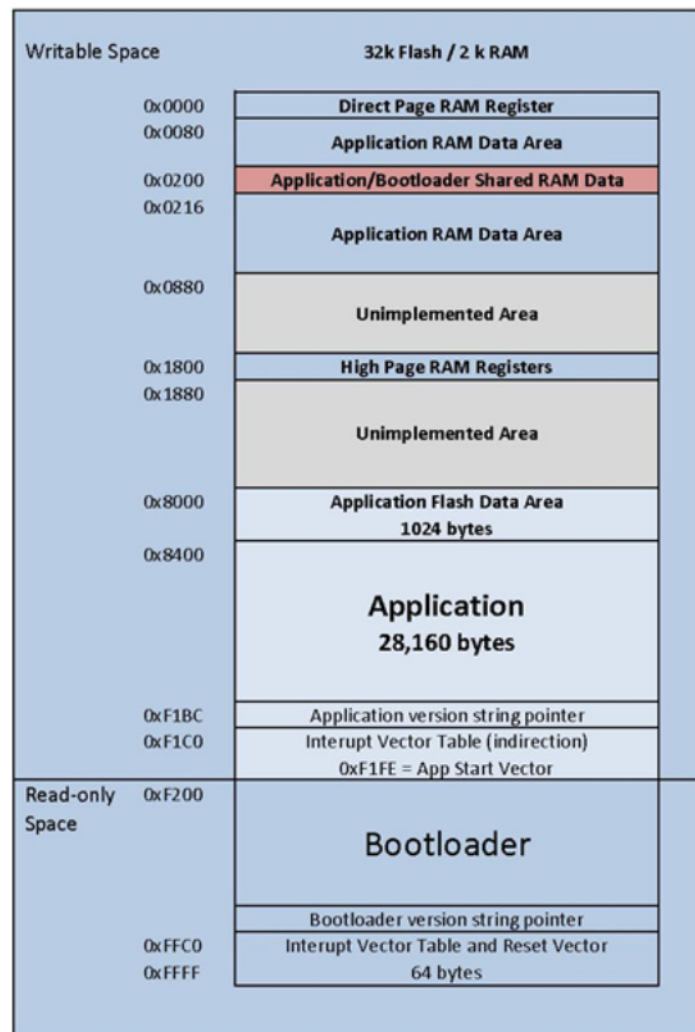 Writable Space 32k Flash / 2 k RAM
0x0000 Direct Page RAM Register
0x0080
Application RAM Data Area
0x0200 Application/Bootloader Shared RAM Data
0x0216
Application RAM Data Area
0x0880
Unimplemented Area
0x1800 High Page RAM Registers
0x1880
Unimplemented Area
0x8000 Application Flash Data Area
1024 bytes
0x8400
Application
28,160 bytes
0xF1BC Application version string pointer
0xF1C0 Interupt Vector Table (indirection)
0xF1FE = App Start Vector
Read-only 0xF200
Space
Bootloader
Bootloader version string pointer
0xFFC0 Interupt Vector Table and Reset Vector
0xFFFF 64 bytes